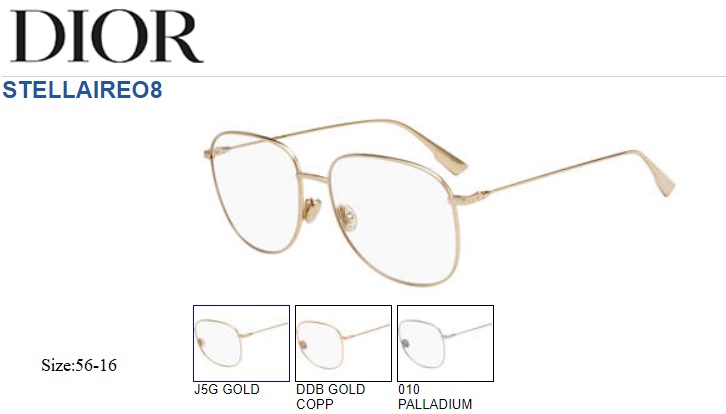 DIOR
STELLAIREO8
Size:56-16
J5G GOLD
DDB GOLD
COPP
010
PALLADIUM